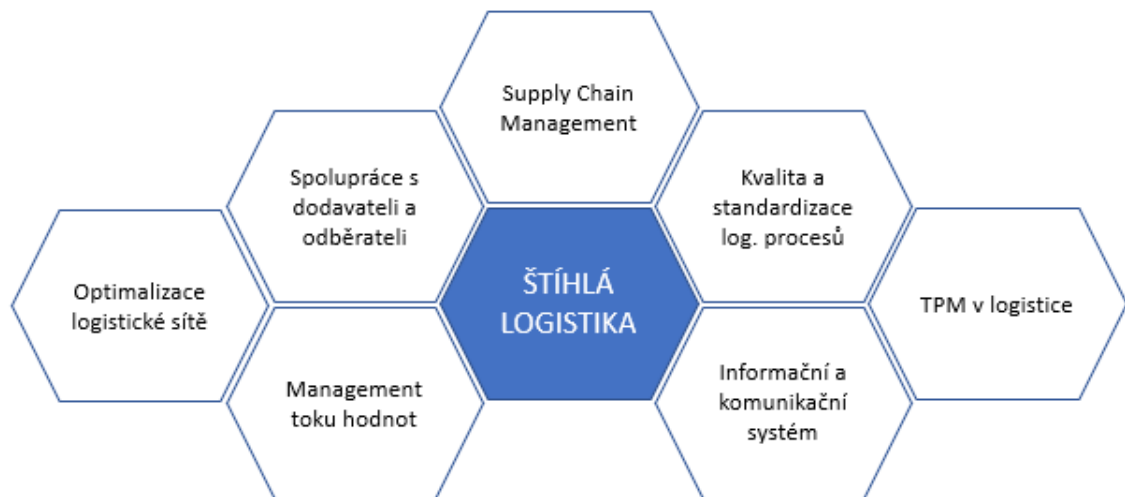 Supply Chain
Management
Spolupráce s
dodavateli a
odběrateli
Kvalita a
standardizace
log. procesů
Optimalizace
logistické sítě
ŠTÍHLÁ
LOGISTIKA
TPM v logistice
Management
toku hodnot
Informační a
komunikační
systém